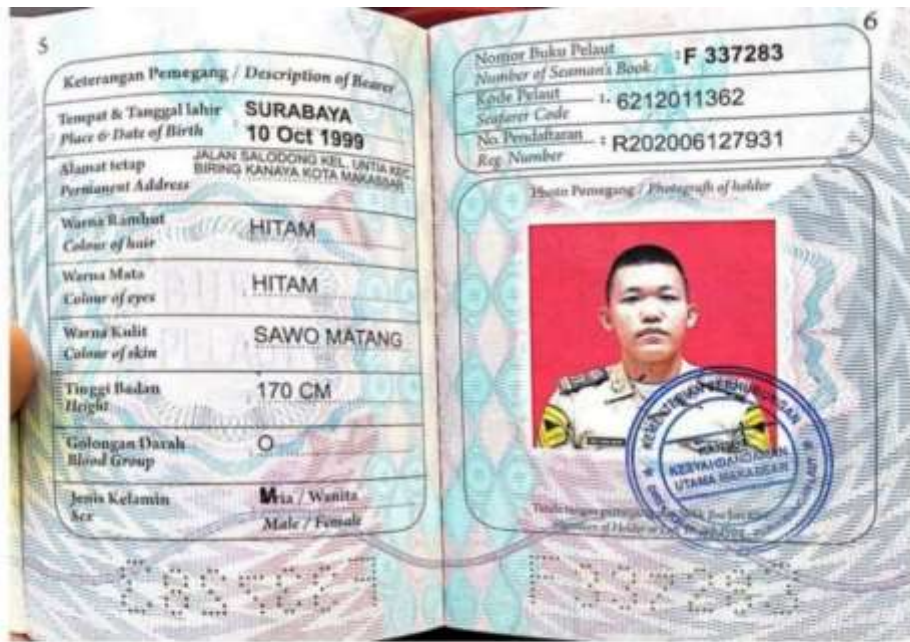 5
Keterangan Pemegang / Description of Bearer
Tempat & Tanggal lahir : SURABAYA
Place & Date of Birth 10 Oct 1999
Alamat tetap JALAN SALODONG KEL. UNTIA KEC.
Permanent Address BIRING KANAYA KOTA MAKASSAR
Warna Rambut HITAM
Colour of hair
Warna Mata HITAM
Colour of eyes
Warna Kulit SAWO MATANG
Colour of skin
Tinggi Badan 170 CM
Height
Golongan Darah O
Blood Group
Jenis Kelamin Pria / Wanita
Sex Male / Female
6
Nomor Buku Pelaut : F 337283
Number of Seaman's Book
Kode Pelaut : 6212011362
Seafarer Code
No. Pendaftaran : R202006127931
Reg. Number
Photo Pemegang / Photografh of holder
KEMENTERIAN PERHUBUNGAN
KESYAHBANDARAN
UTAMA MAKASSAR